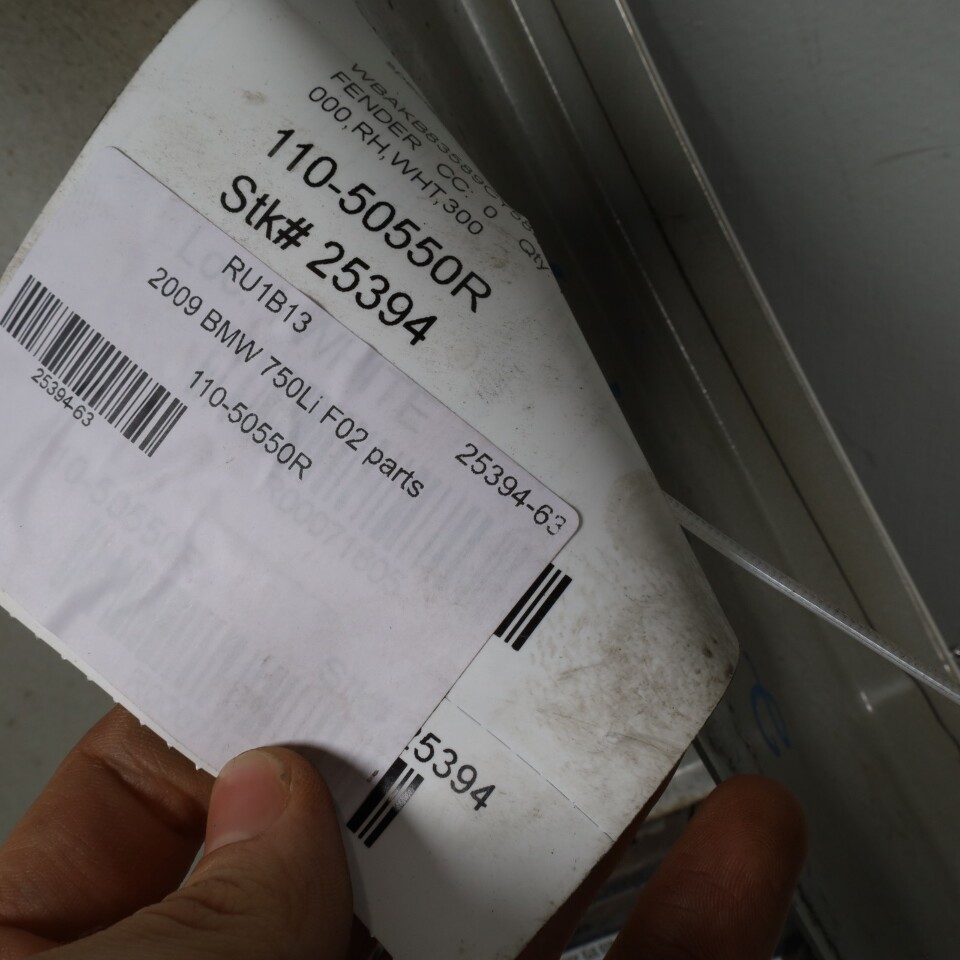 FENDER CC: 0
000,RH,WHT,300 Qty
110-50550R
Stk# 25394
RU1B13
2009 BMW 750Li F02 parts
110-50550R
25394-63
25394-63
25394